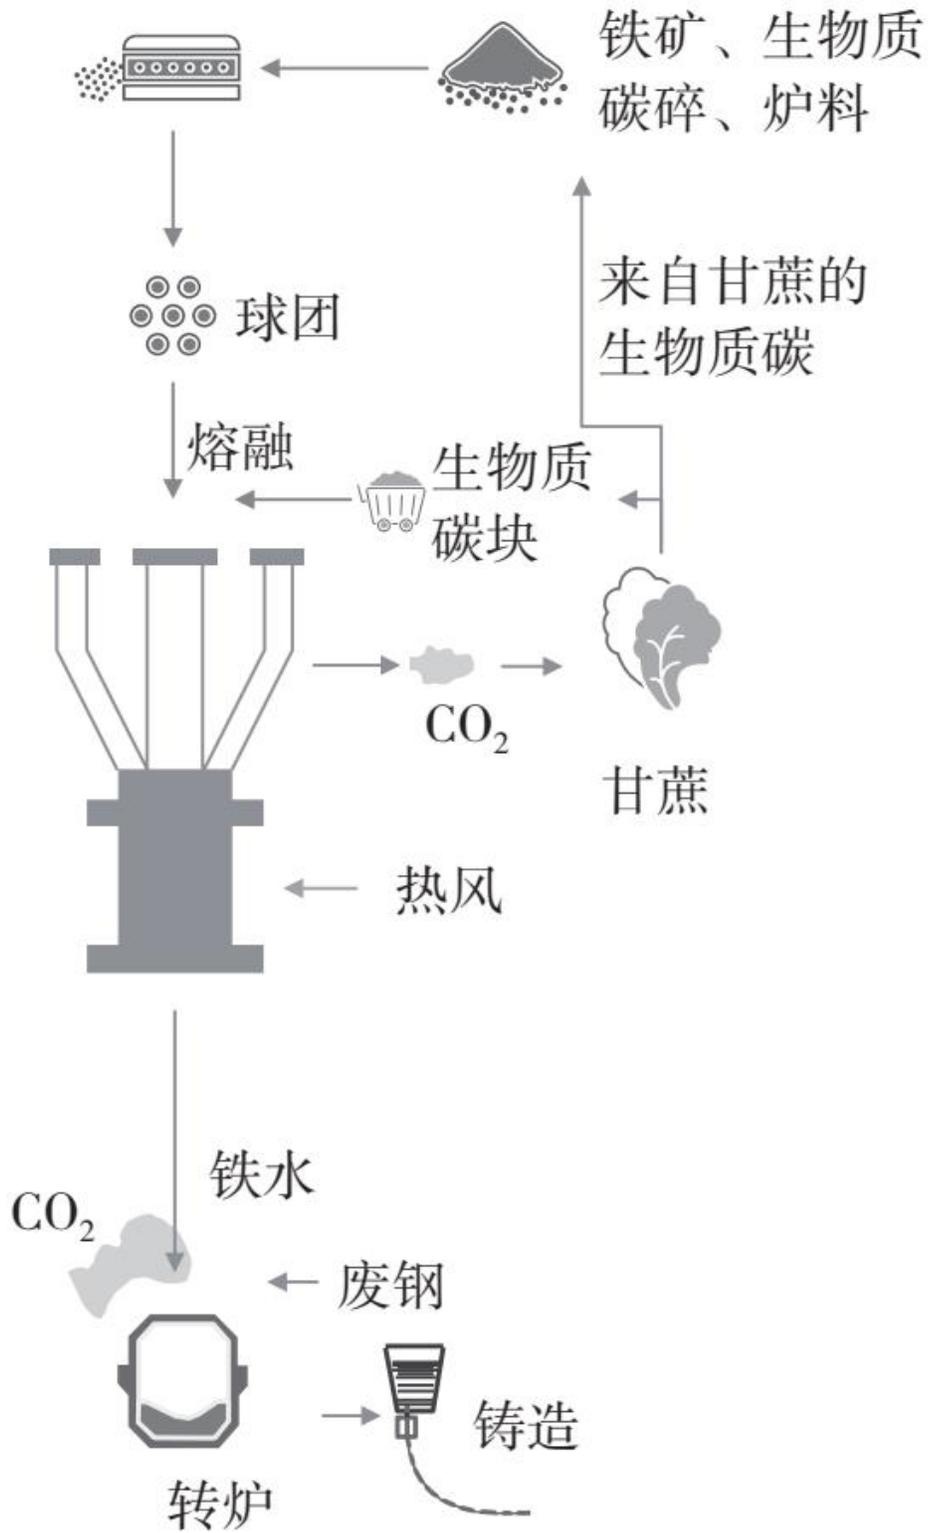 铁矿、生物质
碳碎、炉料
来自甘蔗的
生物质碳
球团
熔融
生物质
碳块
CO₂
甘蔗
热风
铁水
CO₂
废钢
铸造
转炉